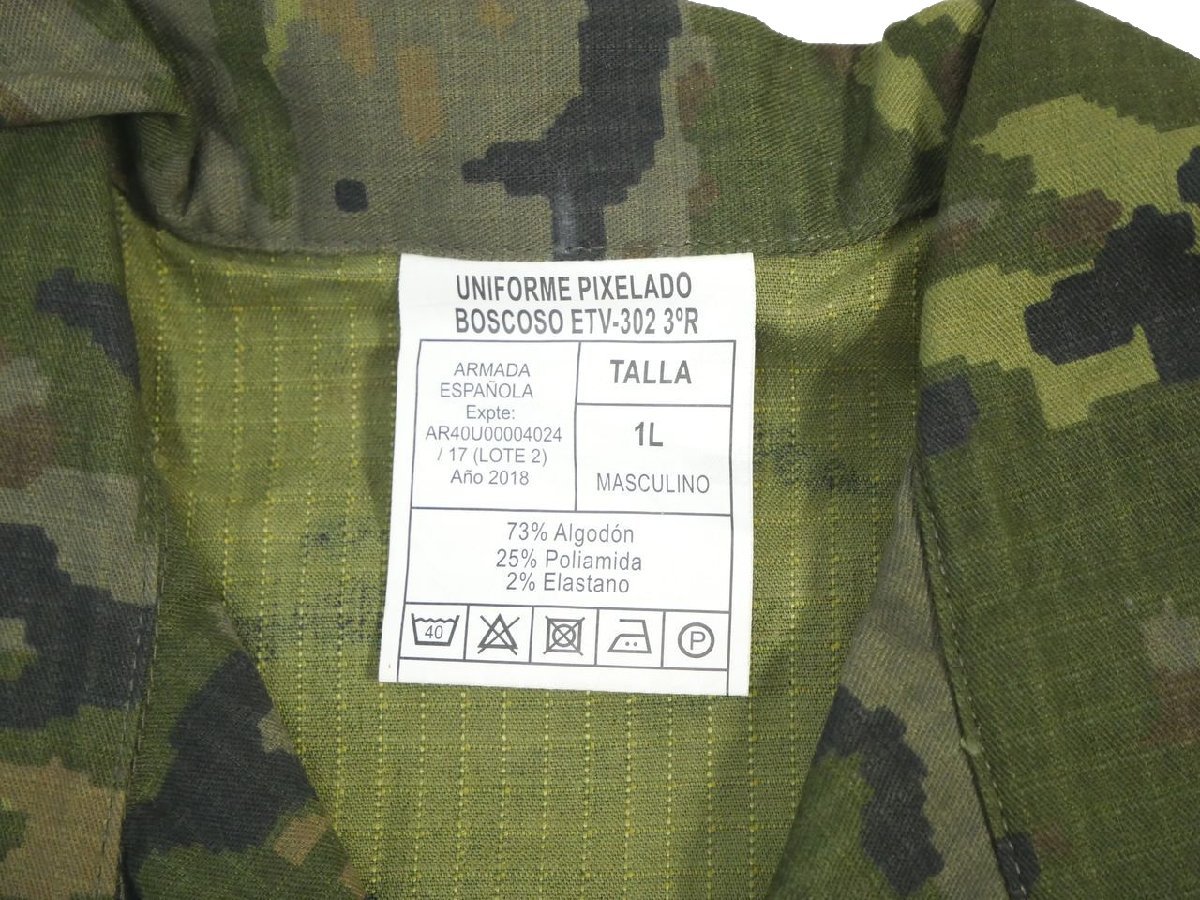 UNIFORME PIXELADO
BOSCOSO ETV-302 3ºR
ARMADA
ESPAÑOLA
Expte:
AR40U00004024
/ 17 (LOTE 2)
Año 2018
TALLA
1L
MASCULINO
73% Algodón
25% Poliamida
2% Elastano
40
P